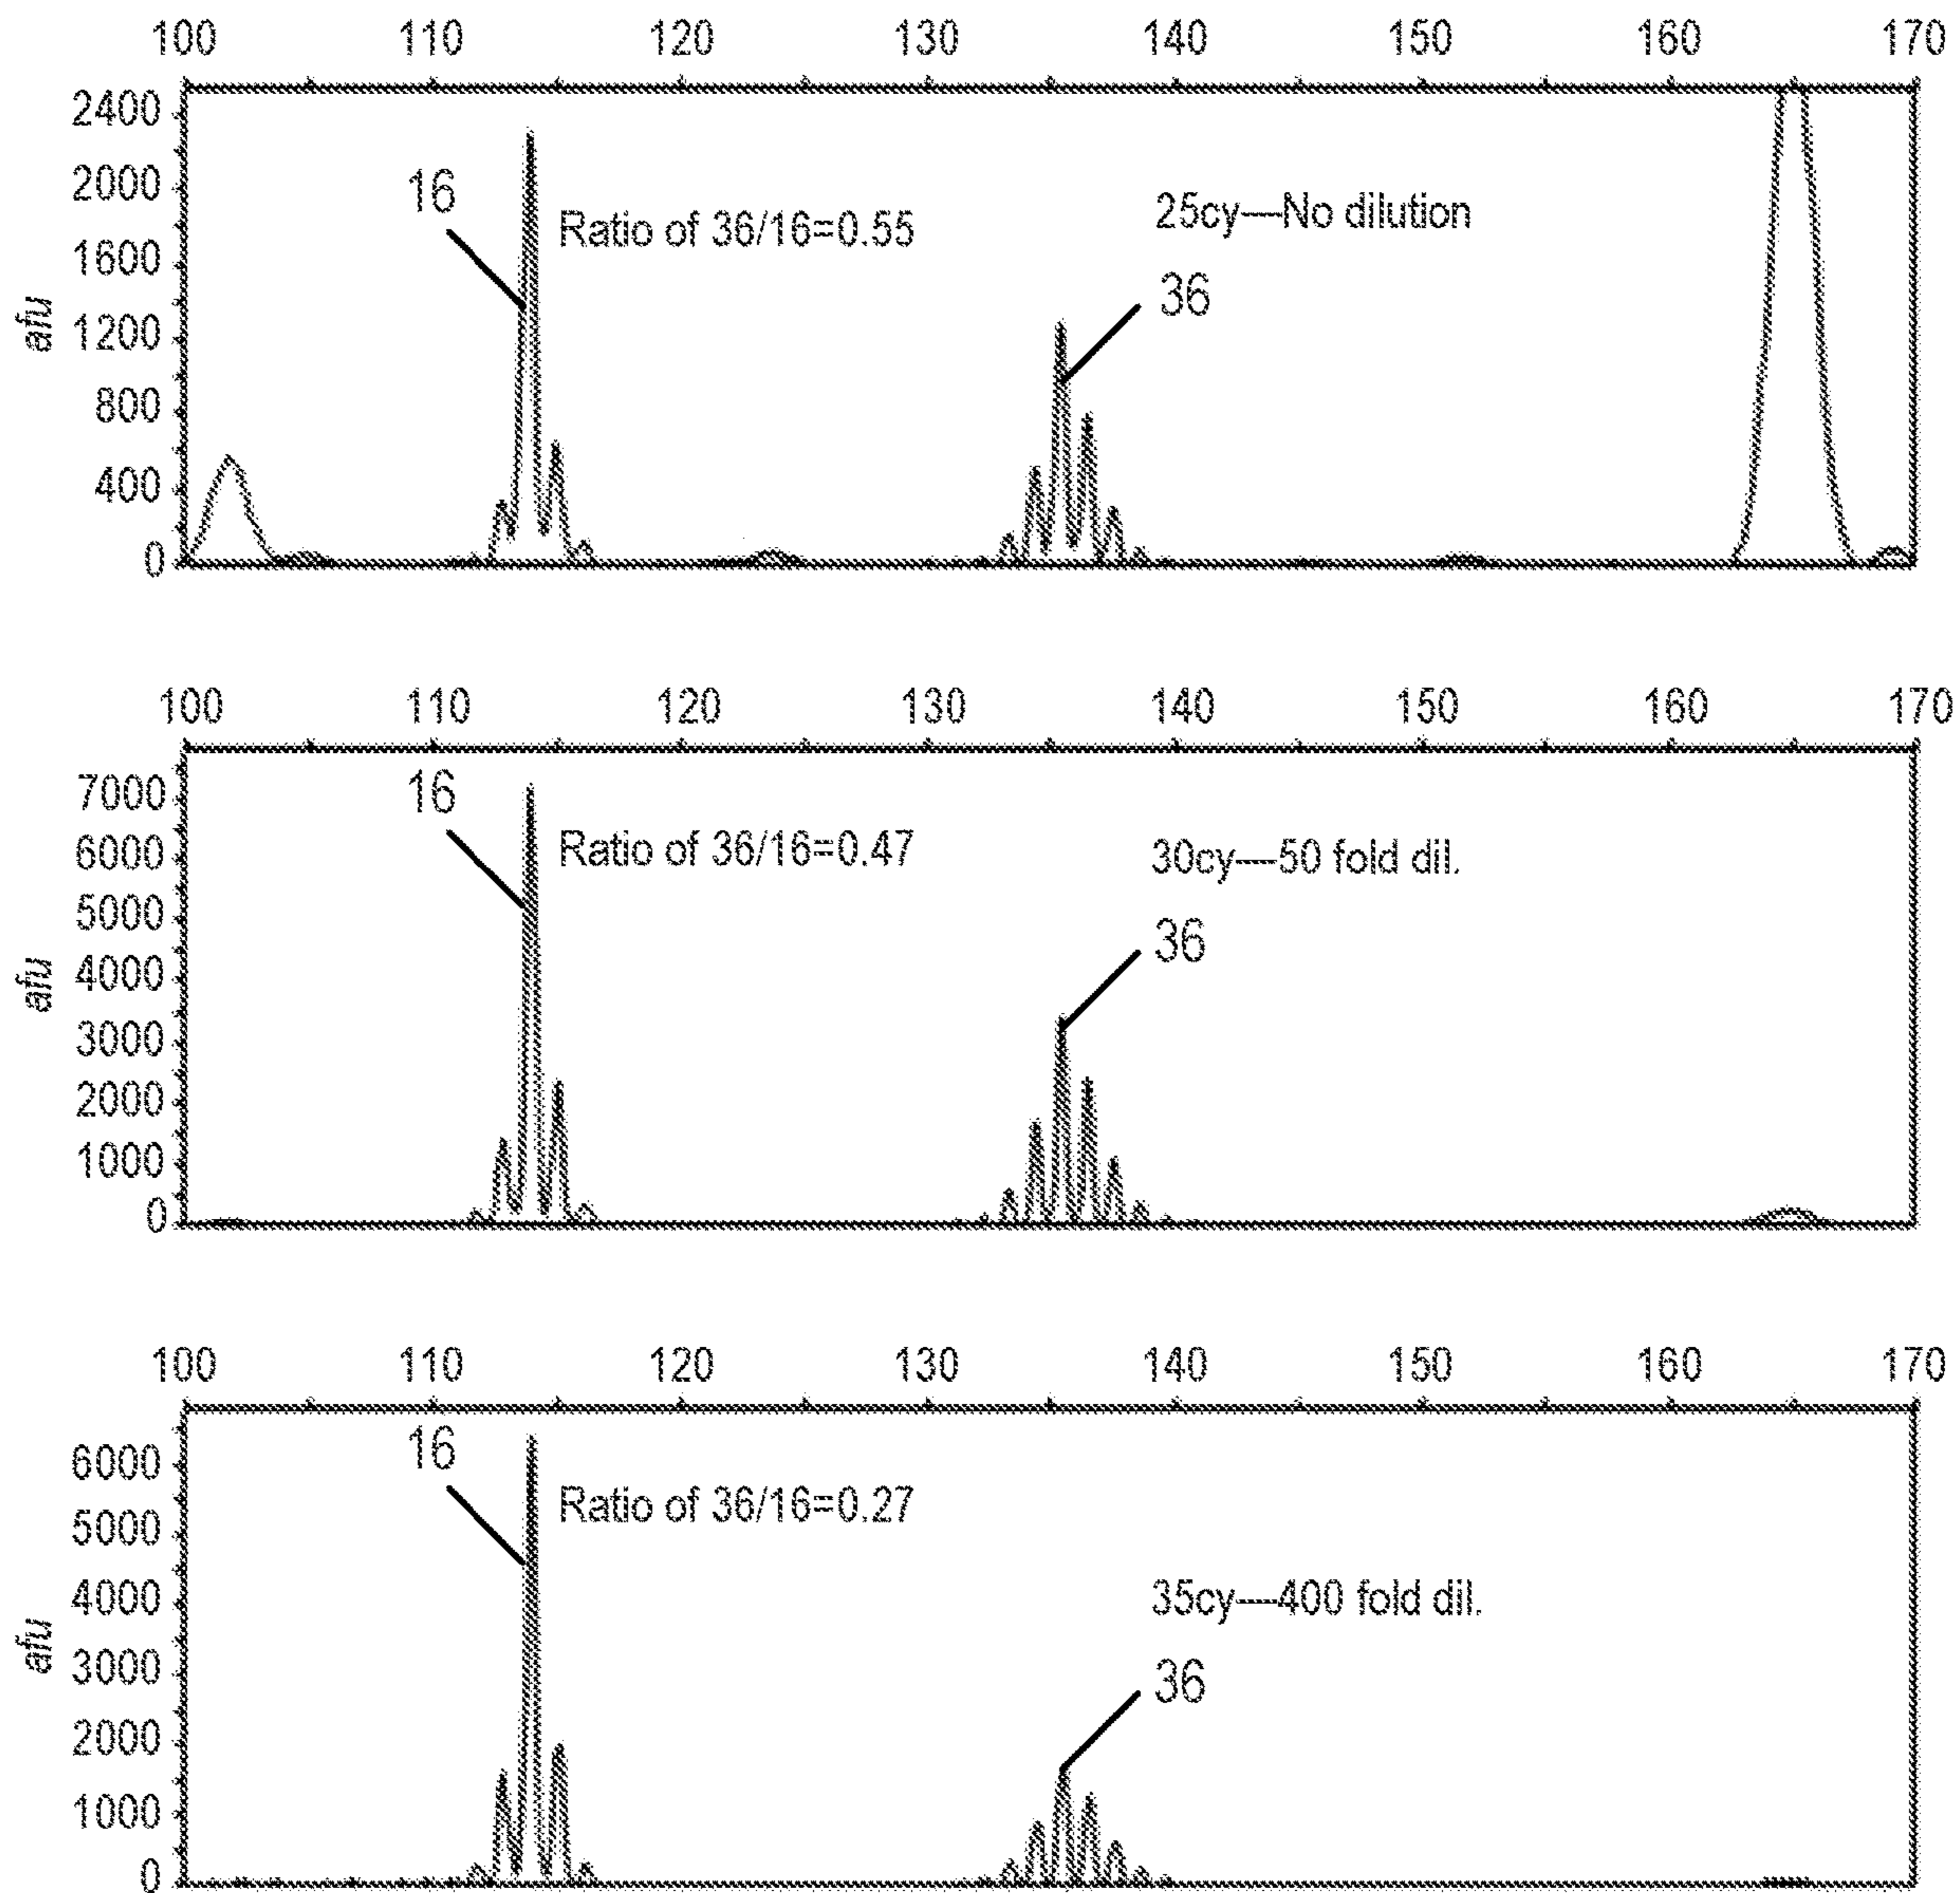 100 110 120 130 140 150 160 170
2400
2000
1600
1200
800
400
0
afu
16
Ratio of 36/16=0.55
25cy—No dilution
36
100 110 120 130 140 150 160 170
7000
6000
5000
4000
3000
2000
1000
0
afu
16
Ratio of 36/16=0.47
30cy—50 fold dil.
36
100 110 120 130 140 150 160 170
6000
5000
4000
3000
2000
1000
0
afu
16
Ratio of 36/16=0.27
35cy—400 fold dil.
36